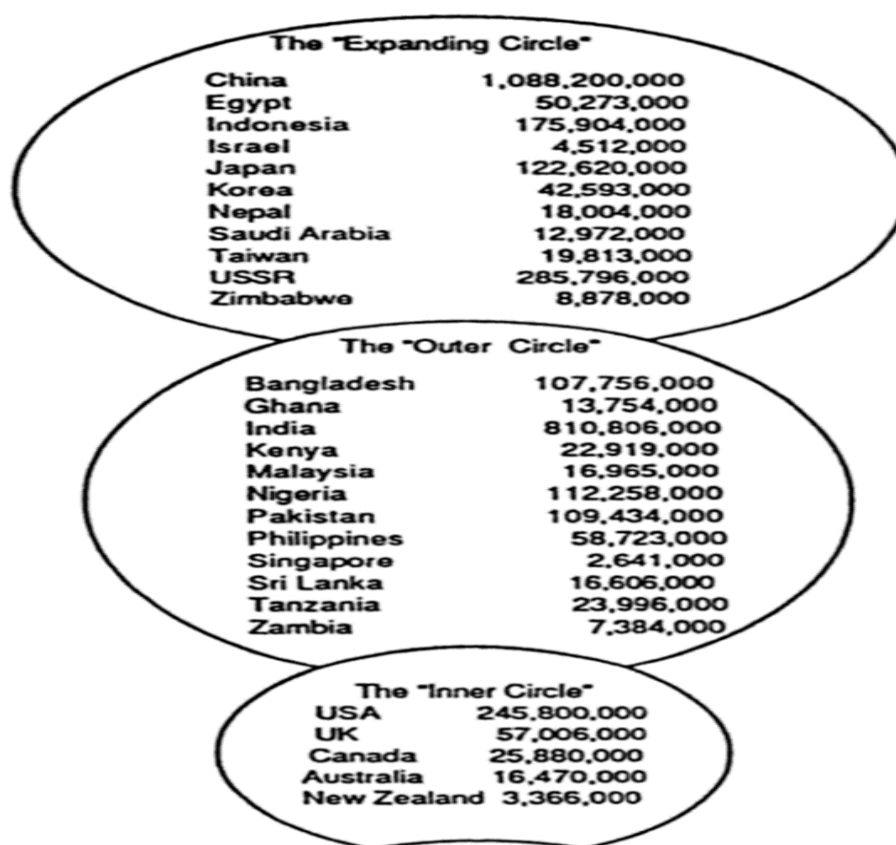 The "Expanding Circle"
China 1,088,200,000
Egypt 50,273,000
Indonesia 175,904,000
Israel 4,512,000
Japan 122,620,000
Korea 42,593,000
Nepal 18,004,000
Saudi Arabia 12,972,000
Taiwan 19,813,000
USSR 285,796,000
Zimbabwe 8,878,000
The "Outer Circle"
Bangladesh 107,756,000
Ghana 13,754,000
India 810,806,000
Kenya 22,919,000
Malaysia 16,965,000
Nigeria 112,258,000
Pakistan 109,434,000
Philippines 58,723,000
Singapore 2,641,000
Sri Lanka 16,606,000
Tanzania 23,996,000
Zambia 7,384,000
The "Inner Circle"
USA 245,800,000
UK 57,006,000
Canada 25,880,000
Australia 16,470,000
New Zealand 3,366,000